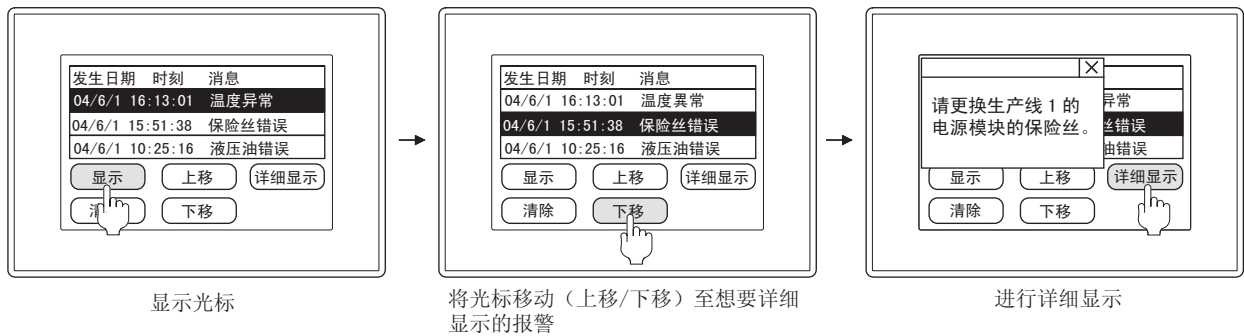 发生日期 时刻 消息
04/6/1 16:13:01 温度异常
04/6/1 15:51:38 保险丝错误
04/6/1 10:25:16 液压油错误
显示 上移 详细显示
下移
显示光标
发生日期 时刻 消息
04/6/1 16:13:01 温度異常
04/6/1 15:51:38 保险丝错误
04/6/1 10:25:16 液压油错误
显示 上移 详细显示
清除 下移
将光标移动（上移/下移）至想要详细
显示的报警
请更换生产线 1 的
电源模块的保险丝。
异常
丝错误
油错误
显示 上移 详细显示
清除 下移
进行详细显示